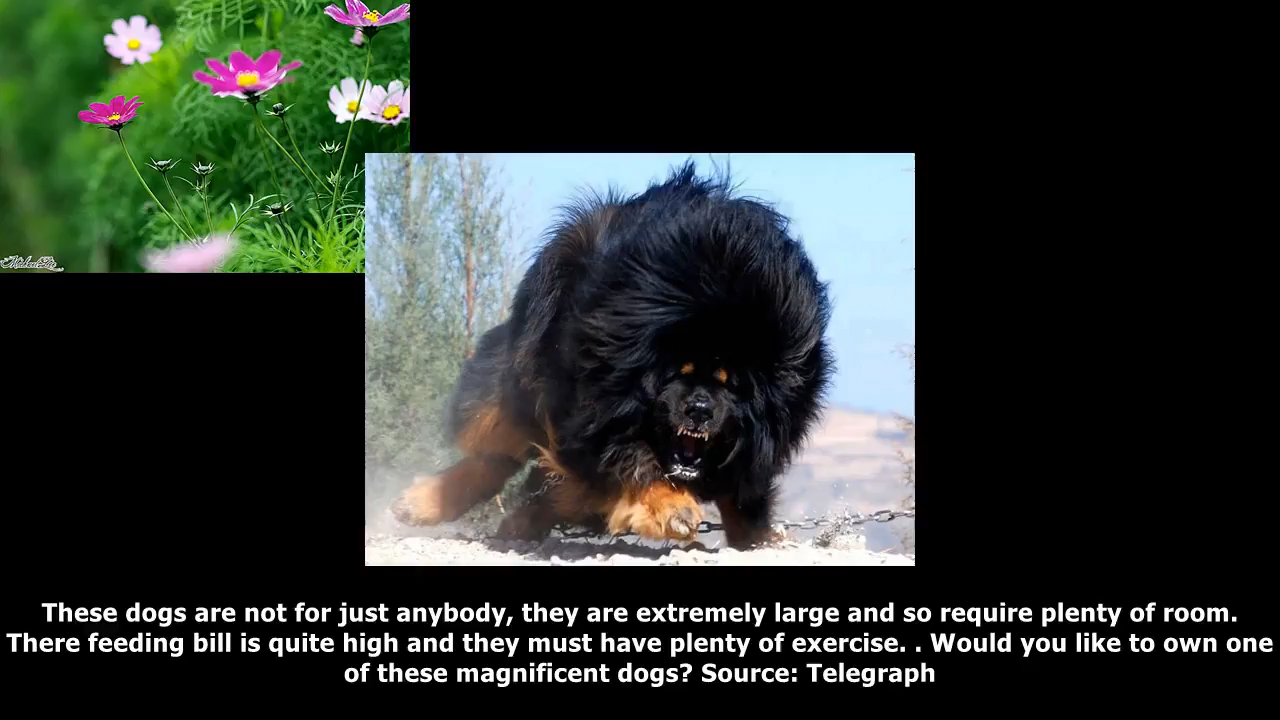 These dogs are not for just anybody, they are extremely large and so require plenty of room.
There feeding bill is quite high and they must have plenty of exercise. . Would you like to own one
of these magnificent dogs? Source: Telegraph